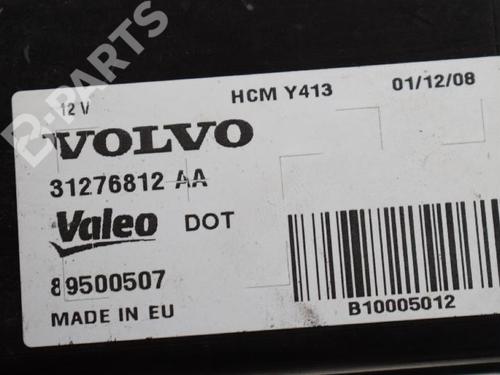 B-PARTS
12 V HCM Y413 01/12/08
VOLVO
31276812 AA
Valeo DOT
89500507
MADE IN EU
B10005012